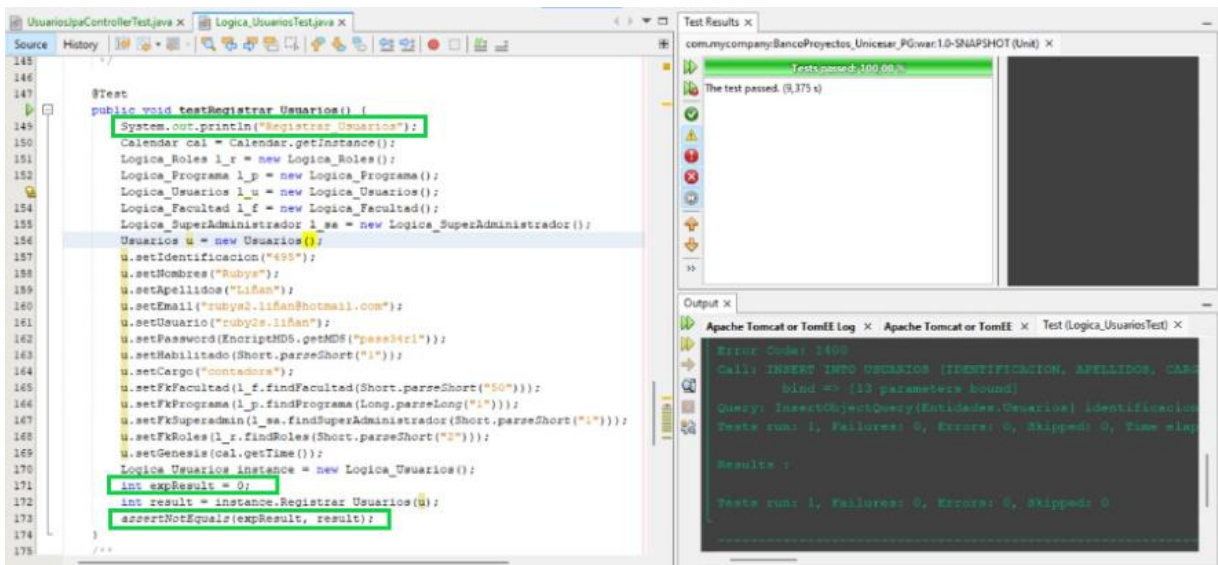 UsuariosJpaControllerTest.java × Logica_UsuariosTest.java ×
Source History
145 */
146
147 @Test
public void testRegistrar_Usuarios() {
149 System.out.println("Registrar_Usuarios");
150 Calendar cal = Calendar.getInstance();
151 Logica_Roles l_r = new Logica_Roles();
152 Logica_Programa l_p = new Logica_Programa();
Logica_Usuarios l_u = new Logica_Usuarios();
154 Logica_Facultad l_f = new Logica_Facultad();
155 Logica_SuperAdministrador l_sa = new Logica_SuperAdministrador();
156 Usuarios u = new Usuarios();
157 u.setIdentificacion("495");
158 u.setNombres("Rubys");
159 u.setApellidos("Liñan");
160 u.setEmail("rubys2.liñan@hotmail.com");
161 u.setUsuario("ruby2s.liñan");
162 u.setPassword(EncriptMD5.getMD5("pass34r1"));
163 u.setHabilitado(Short.parseShort("1"));
164 u.setCargo("contadora");
165 u.setFkFacultad(l_f.findFacultad(Short.parseShort("50")));
166 u.setFkPrograma(l_p.findPrograma(Long.parseLong("1")));
167 u.setFkSuperadmin(l_sa.findSuperAdministrador(Short.parseShort("1")));
168 u.setFkRoles(l_r.findRoles(Short.parseShort("2")));
169 u.setGenesis(cal.getTime());
170 Logica_Usuarios instance = new Logica_Usuarios();
171 int expResult = 0;
172 int result = instance.Registrar_Usuarios(u);
173 assertNotEquals(expResult, result);
174 }
175 /**
Test Results ×
com.mycompany:BancoProyectos_Unicesar_PG:war:1.0-SNAPSHOT (Unit) ×
Tests passed: 100,00 %
The test passed. (9,375 s)
Output ×
Apache Tomcat or TomEE Log × Apache Tomcat or TomEE × Test (Logica_UsuariosTest) ×
Error Code: 1400
Call: INSERT INTO USUARIOS (IDENTIFICACION, APELLIDOS, CARG
bind => [13 parameters bound]
Query: InsertObjectQuery(Entidades.Usuarios[ identificacion
Tests run: 1, Failures: 0, Errors: 0, Skipped: 0, Time elap
Results :
Tests run: 1, Failures: 0, Errors: 0, Skipped: 0